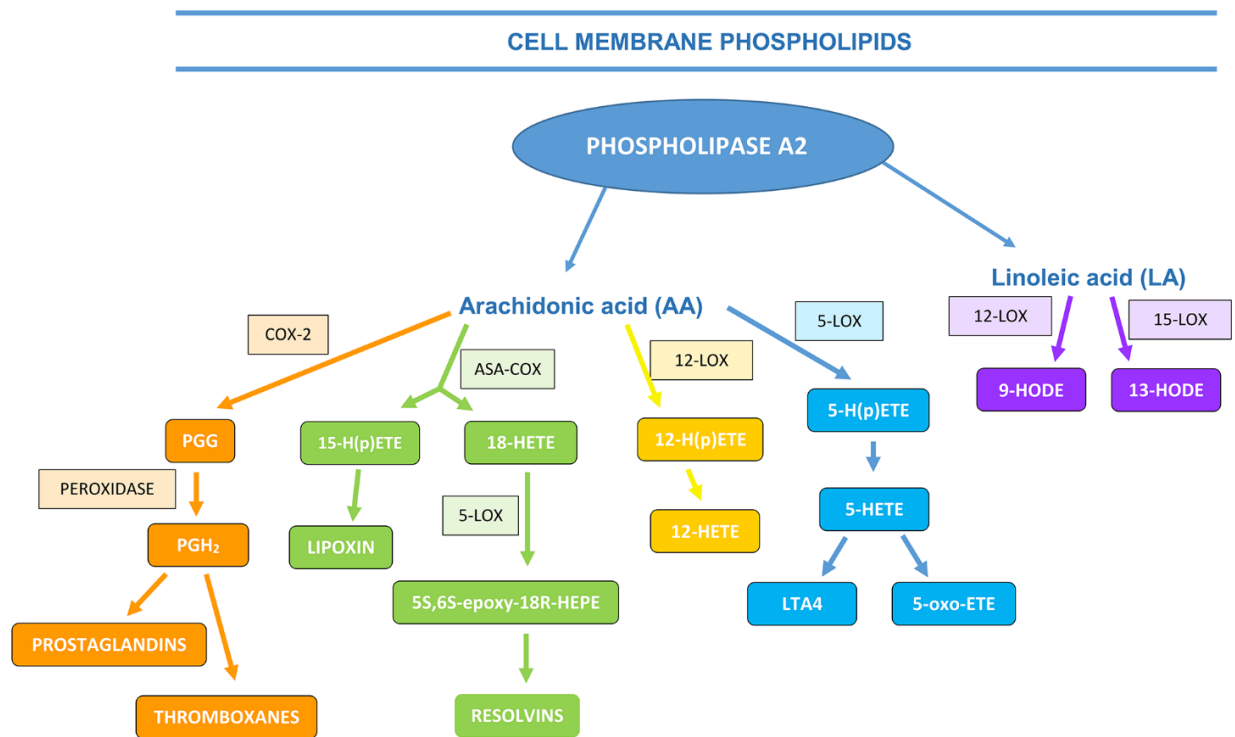 CELL MEMBRANE PHOSPHOLIPIDS
PHOSPHOLIPASE A2
Arachidonic acid (AA)
Linoleic acid (LA)
COX-2
ASA-COX
12-LOX
5-LOX
12-LOX
15-LOX
PGG
15-H(p)ETE
18-HETE
12-H(p)ETE
5-H(p)ETE
9-HODE
13-HODE
PEROXIDASE
5-LOX
PGH₂
LIPOXIN
12-HETE
5-HETE
5S,6S-epoxy-18R-HEPE
LTA4
5-oxo-ETE
PROSTAGLANDINS
THROMBOXANES
RESOLVINS